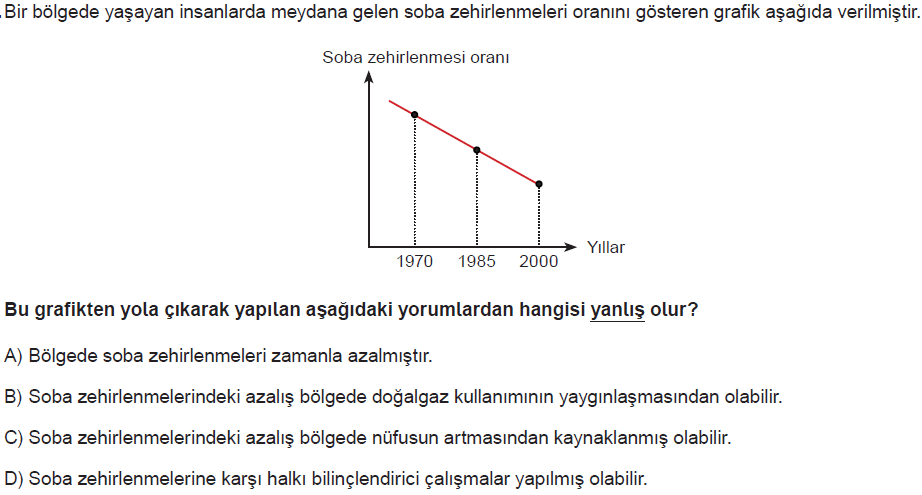 Bir bölgede yaşayan insanlarda meydana gelen soba zehirlenmeleri oranını gösteren grafik aşağıda verilmiştir.
Soba zehirlenmesi oranı
Yıllar
1970 1985 2000
Bu grafikten yola çıkarak yapılan aşağıdaki yorumlardan hangisi yanlış olur?
A) Bölgede soba zehirlenmeleri zamanla azalmıştır.
B) Soba zehirlenmelerindeki azalış bölgede doğalgaz kullanımının yaygınlaşmasından olabilir.
C) Soba zehirlenmelerindeki azalış bölgede nüfusun artmasından kaynaklanmış olabilir.
D) Soba zehirlenmelerine karşı halkı bilinçlendirici çalışmalar yapılmış olabilir.